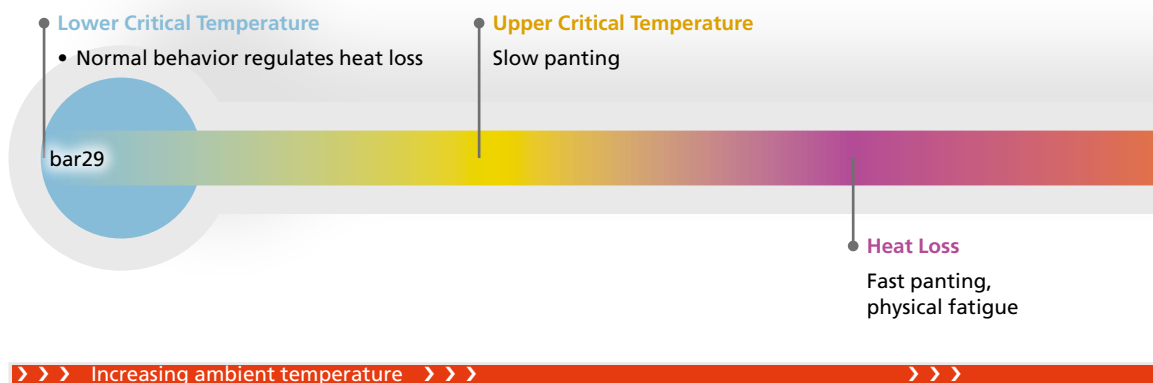 Lower Critical Temperature
• Normal behavior regulates heat loss
Upper Critical Temperature
Slow panting
bar29
Heat Loss
Fast panting,
physical fatigue
❯ ❯ ❯ Increasing ambient temperature ❯ ❯ ❯ ❯ ❯ ❯